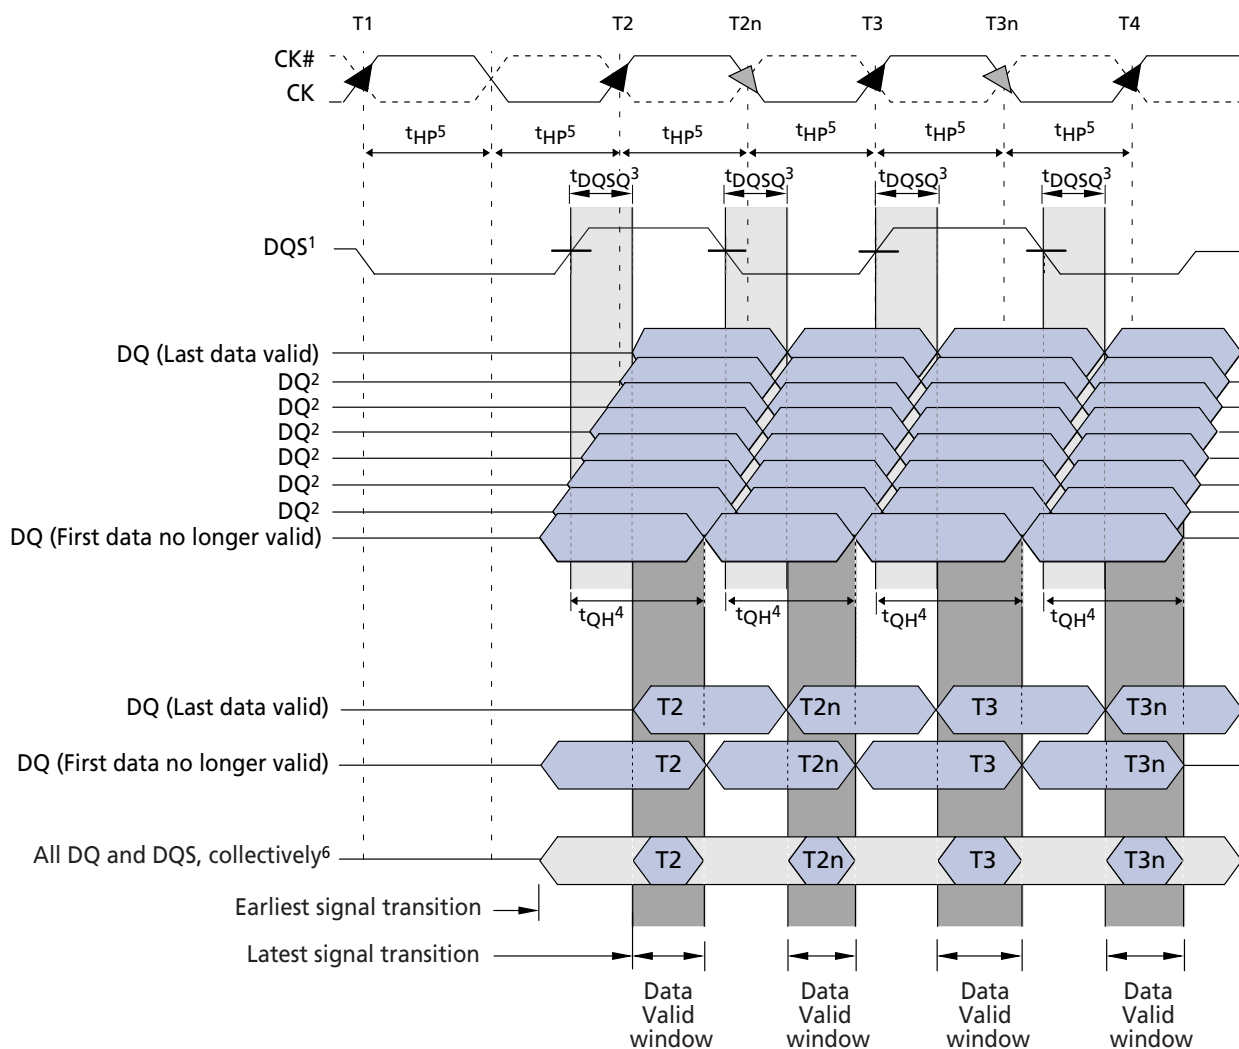 T1 T2 T2n T3 T3n T4
CK#
CK
tHP5 tHP5 tHP5 tHP5 tHP5 tHP5
tDQSQ3 tDQSQ3 tDQSQ3 tDQSQ3
DQS1
DQ (Last data valid)
DQ2
DQ2
DQ2
DQ2
DQ2
DQ2
DQ (First data no longer valid)
tQH4 tQH4 tQH4 tQH4
DQ (Last data valid) T2 T2n T3 T3n
DQ (First data no longer valid) T2 T2n T3 T3n
All DQ and DQS, collectively6 T2 T2n T3 T3n
Earliest signal transition
Latest signal transition
Data Data Data Data
Valid Valid Valid Valid
window window window window